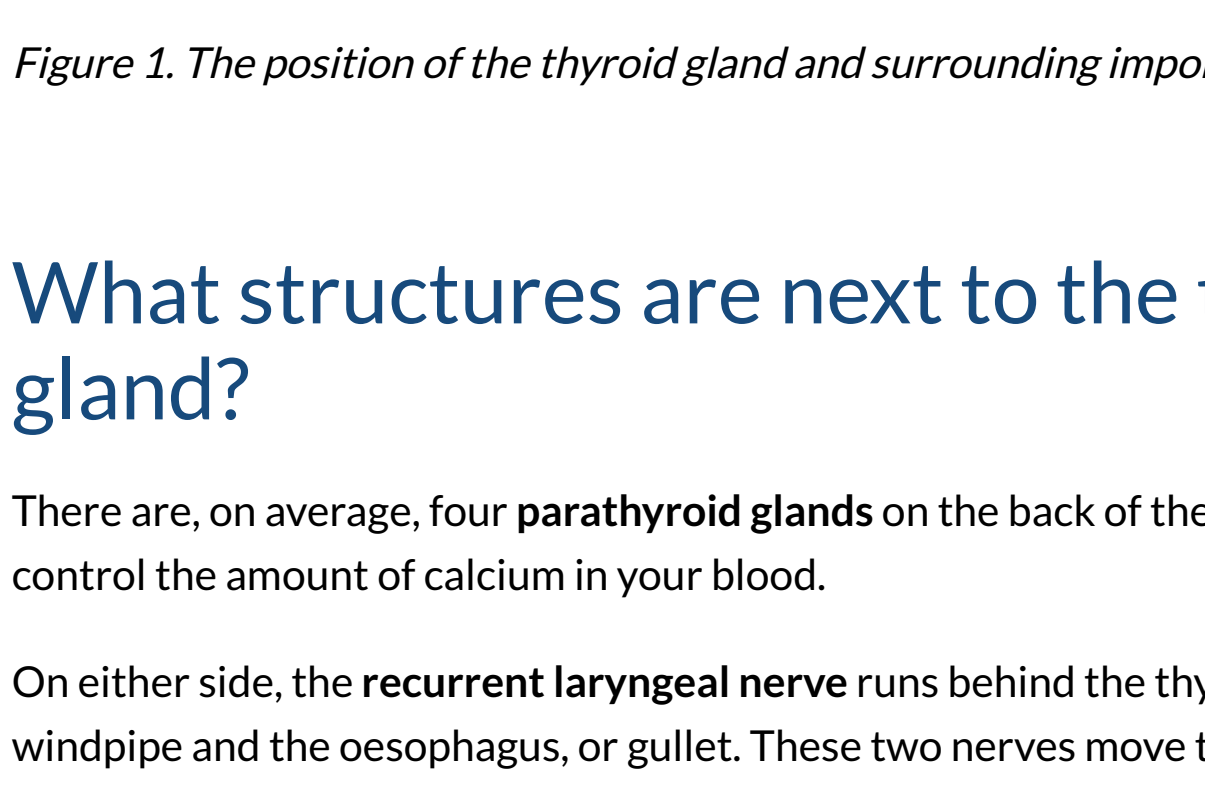 Figure 1. The position of the thyroid gland and surrounding
What structures are next to the
gland?
There are, on average, four parathyroid glands on the back of the
control the amount of calcium in your blood.
On either side, the recurrent laryngeal nerve runs behind the
windpipe and the oesophagus, or gullet. These two nerves move